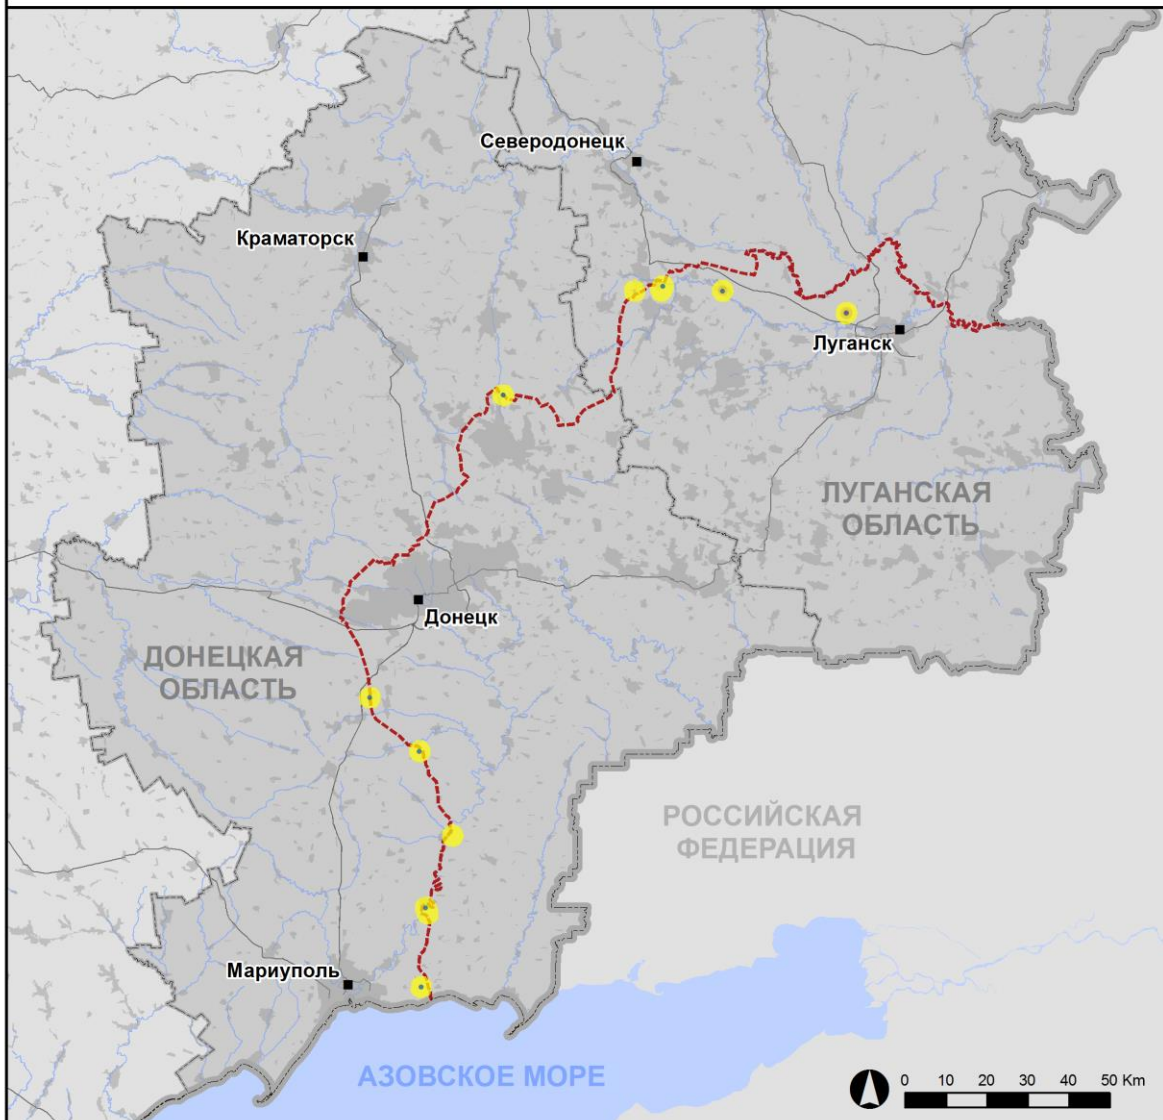 Северодонецк
Краматорск
Луганск
ЛУГАНСКАЯ
ОБЛАСТЬ
Донецк
ДОНЕЦКАЯ
ОБЛАСТЬ
РОССИЙСКАЯ
ФЕДЕРАЦИЯ
Мариуполь
АЗОВСКОЕ МОРЕ
0 10 20 30 40 50 Km